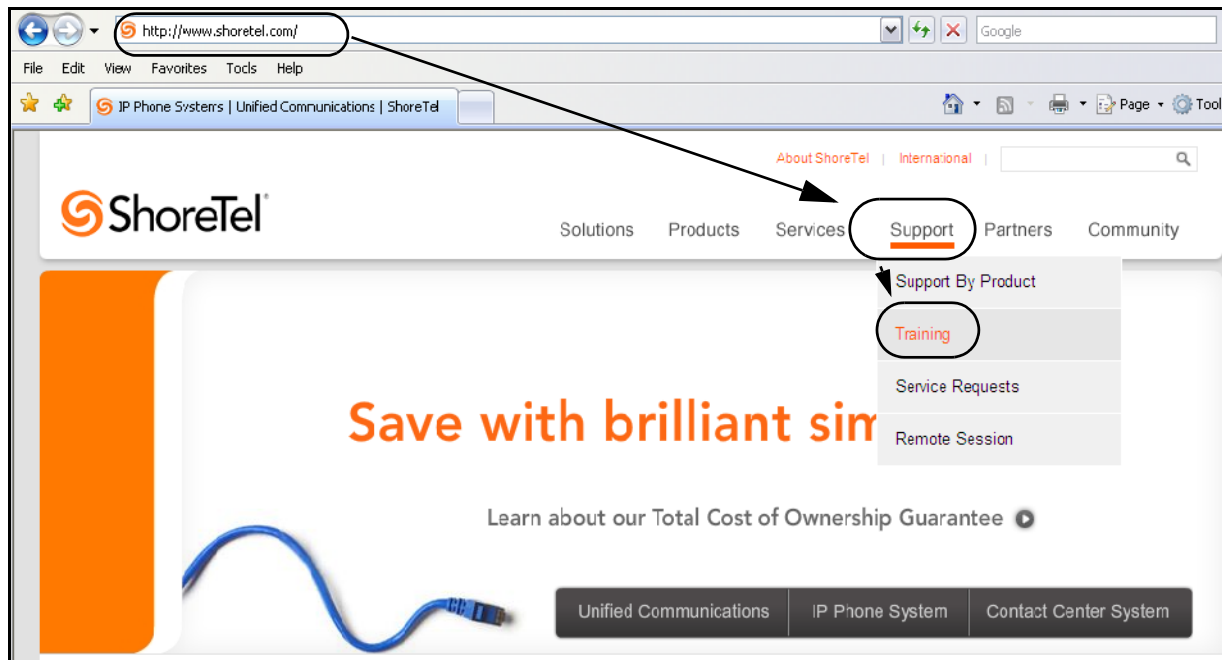 http://www.shoretel.com/
Google
File Edit View Favorites Tools Help
IP Phone Systems | Unified Communications | ShoreTel
Page Tool
About ShoreTel | International |
ShoreTel®
Solutions Products Services Support Partners Community
Support By Product
Training
Service Requests
Remote Session
Save with brilliant sim
Learn about our Total Cost of Ownership Guarantee
Unified Communications IP Phone System Contact Center System